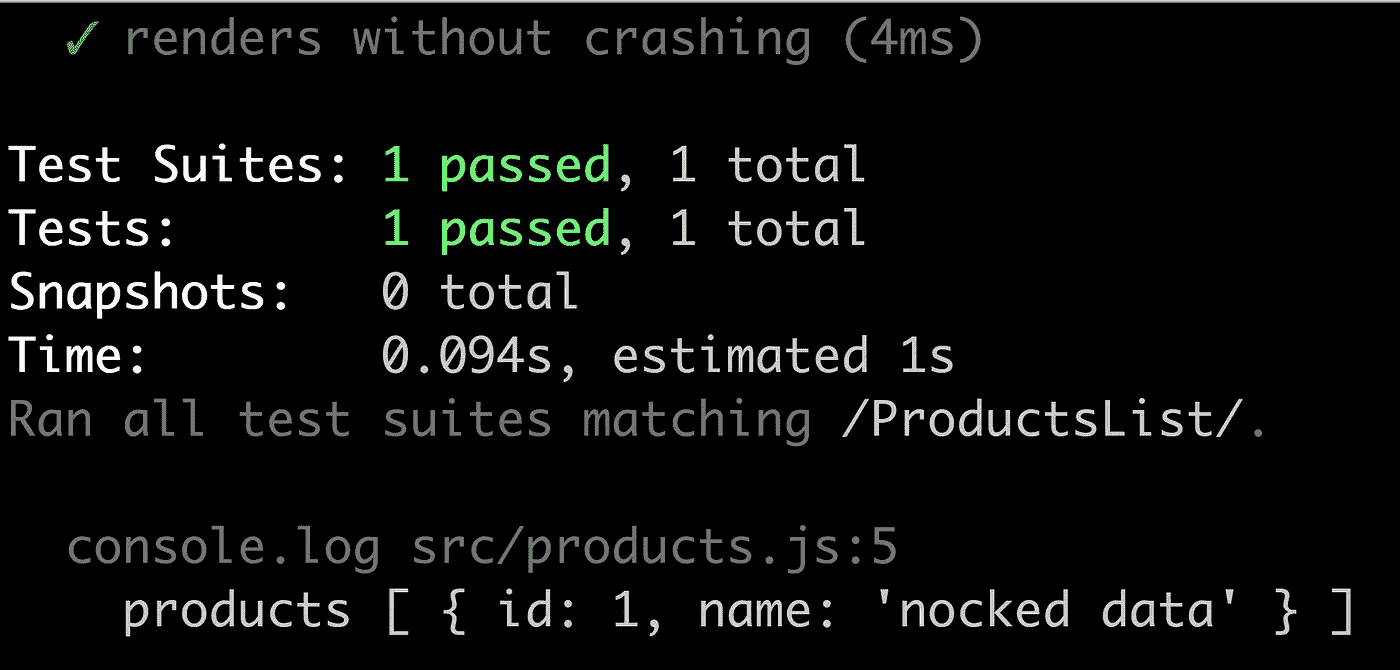 ✓ renders without crashing (4ms)
Test Suites: 1 passed, 1 total
Tests: 1 passed, 1 total
Snapshots: 0 total
Time: 0.094s, estimated 1s
Ran all test suites matching /ProductsList/.
console.log src/products.js:5
products [ { id: 1, name: 'nocked data' } ]